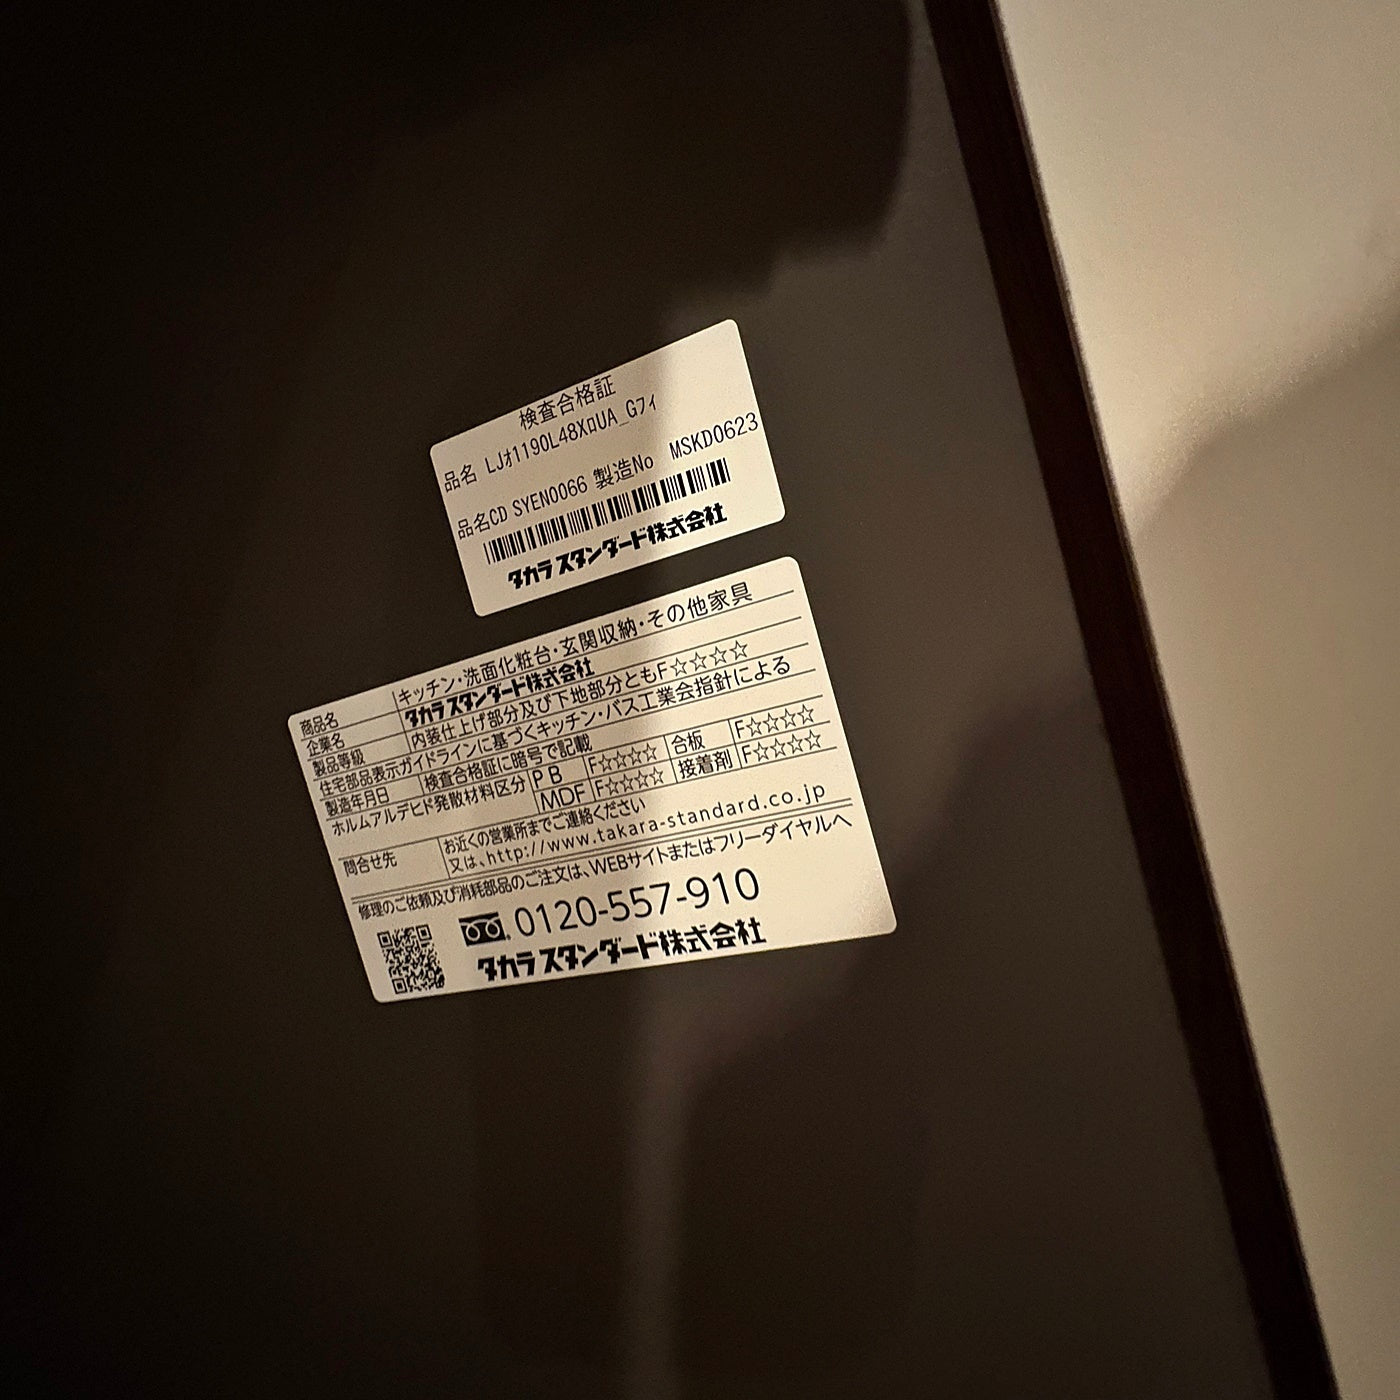 検査合格証
品名 LJｵ1190L48XﾛUA_Gﾌｨ
品名CD SYEN0066 製造No MSKD0623
タカラスタンダード株式会社
商品名 キッチン・洗面化粧台・玄関収納・その他家具
企業名 タカラスタンダード株式会社
製品等級 内装仕上げ部分及び下地部分ともF☆☆☆☆
住宅部品表示ガイドラインに基づくキッチン・バス工業会指針による
製造年月日 検査合格証に暗号で記載
ホルムアルデヒド発散材料区分 PB F☆☆☆☆ 合板 F☆☆☆☆
MDF F☆☆☆☆ 接着剤 F☆☆☆☆
問合せ先 お近くの営業所までご連絡ください
又は、http://www.takara-standard.co.jp
修理のご依頼及び消耗部品のご注文は、WEBサイトまたはフリーダイヤルへ
0120-557-910
タカラスタンダード株式会社